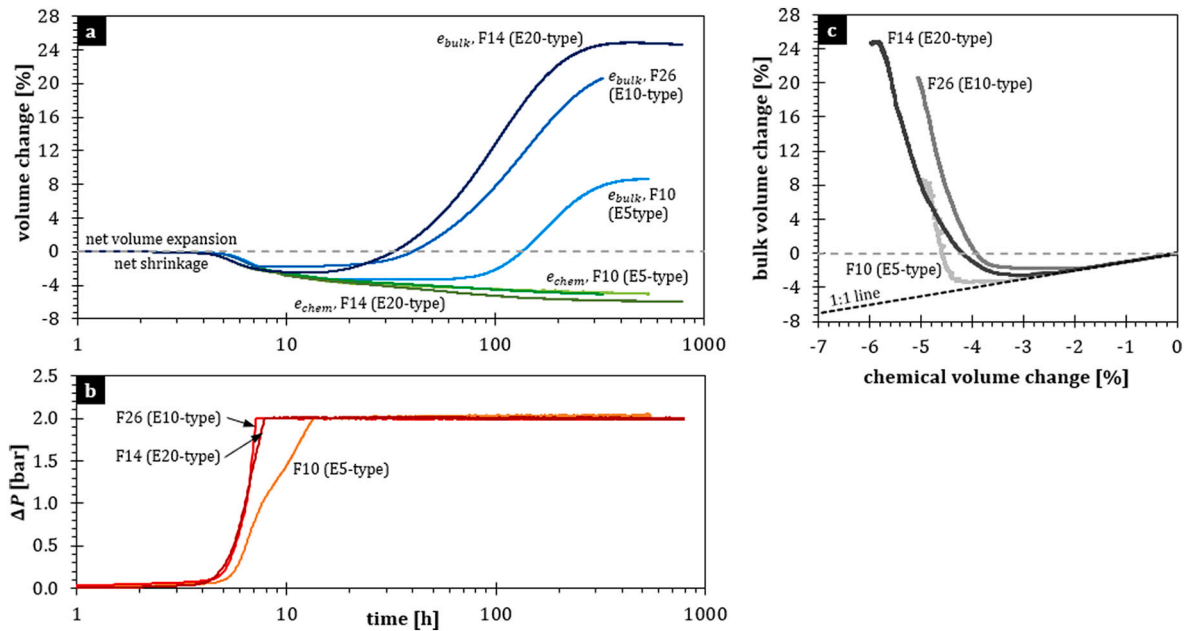 a
volume change [%]
28
24
20
16
12
8
4
0
-4
-8
e_bulk, F14 (E20-type)
e_bulk, F26
(E10-type)
e_bulk, F10
(E5type)
net volume expansion
net shrinkage
e_chem, F10 (E5-type)
e_chem, F14 (E20-type)
1
10
100
1000
b
ΔP [bar]
2.5
2.0
1.5
1.0
0.5
0.0
F26 (E10-type)
F14 (E20-type)
F10 (E5-type)
1
10
100
1000
time [h]
c
bulk volume change [%]
28
24
20
16
12
8
4
0
-4
-8
F14 (E20-type)
F26 (E10-type)
F10 (E5-type)
1:1 line
-7
-6
-5
-4
-3
-2
-1
0
chemical volume change [%]